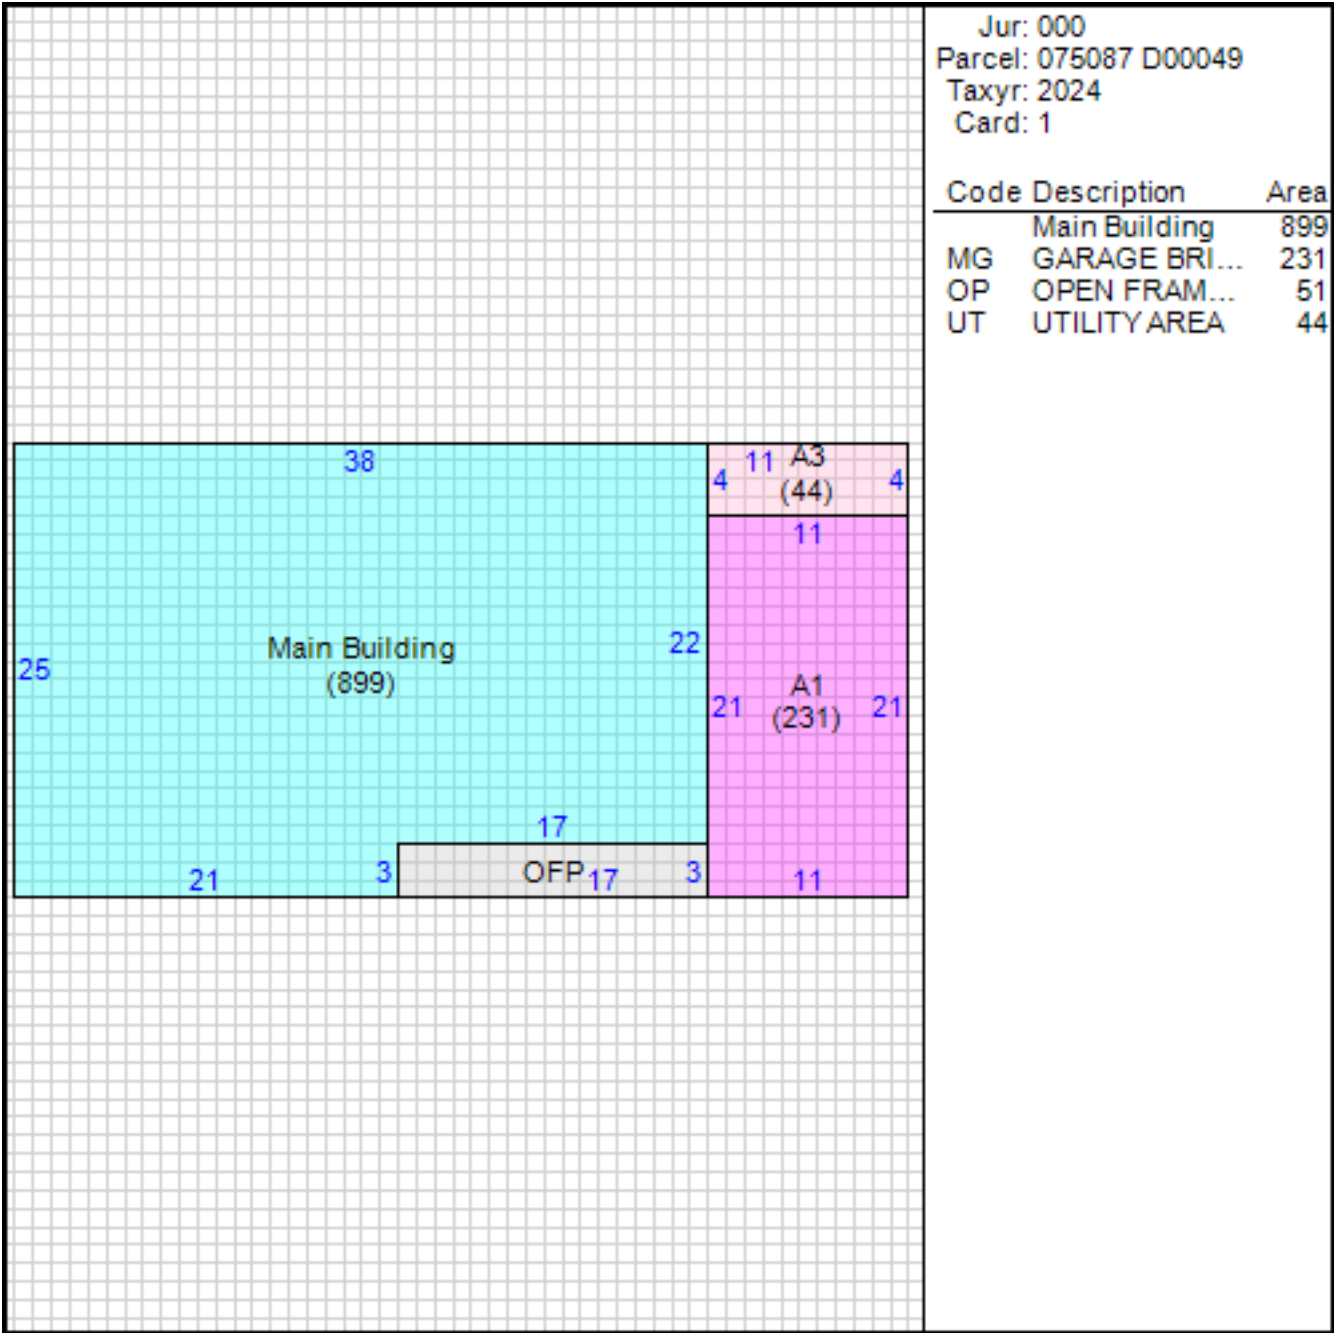 Jur: 000
Parcel: 075087 D00049
Taxyr: 2024
Card: 1
Code Description Area
Main Building 899
MG GARAGE BRI... 231
OP OPEN FRAM... 51
UT UTILITY AREA 44
38
11 A3
4 (44) 4
11
Main Building 22
25 (899)
A1
21 (231) 21
17
21 3 OFP 17 3 11